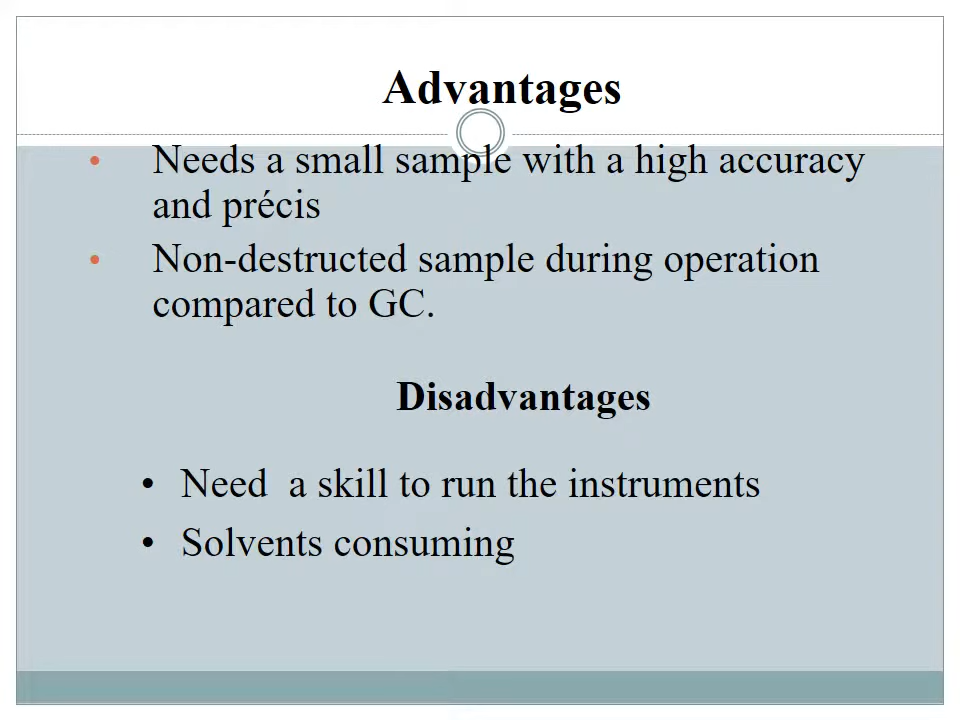 Advantages
• Needs a small sample with a high accuracy
and précis
• Non-destructed sample during operation
compared to GC.
Disadvantages
• Need  a skill to run the instruments
• Solvents consuming